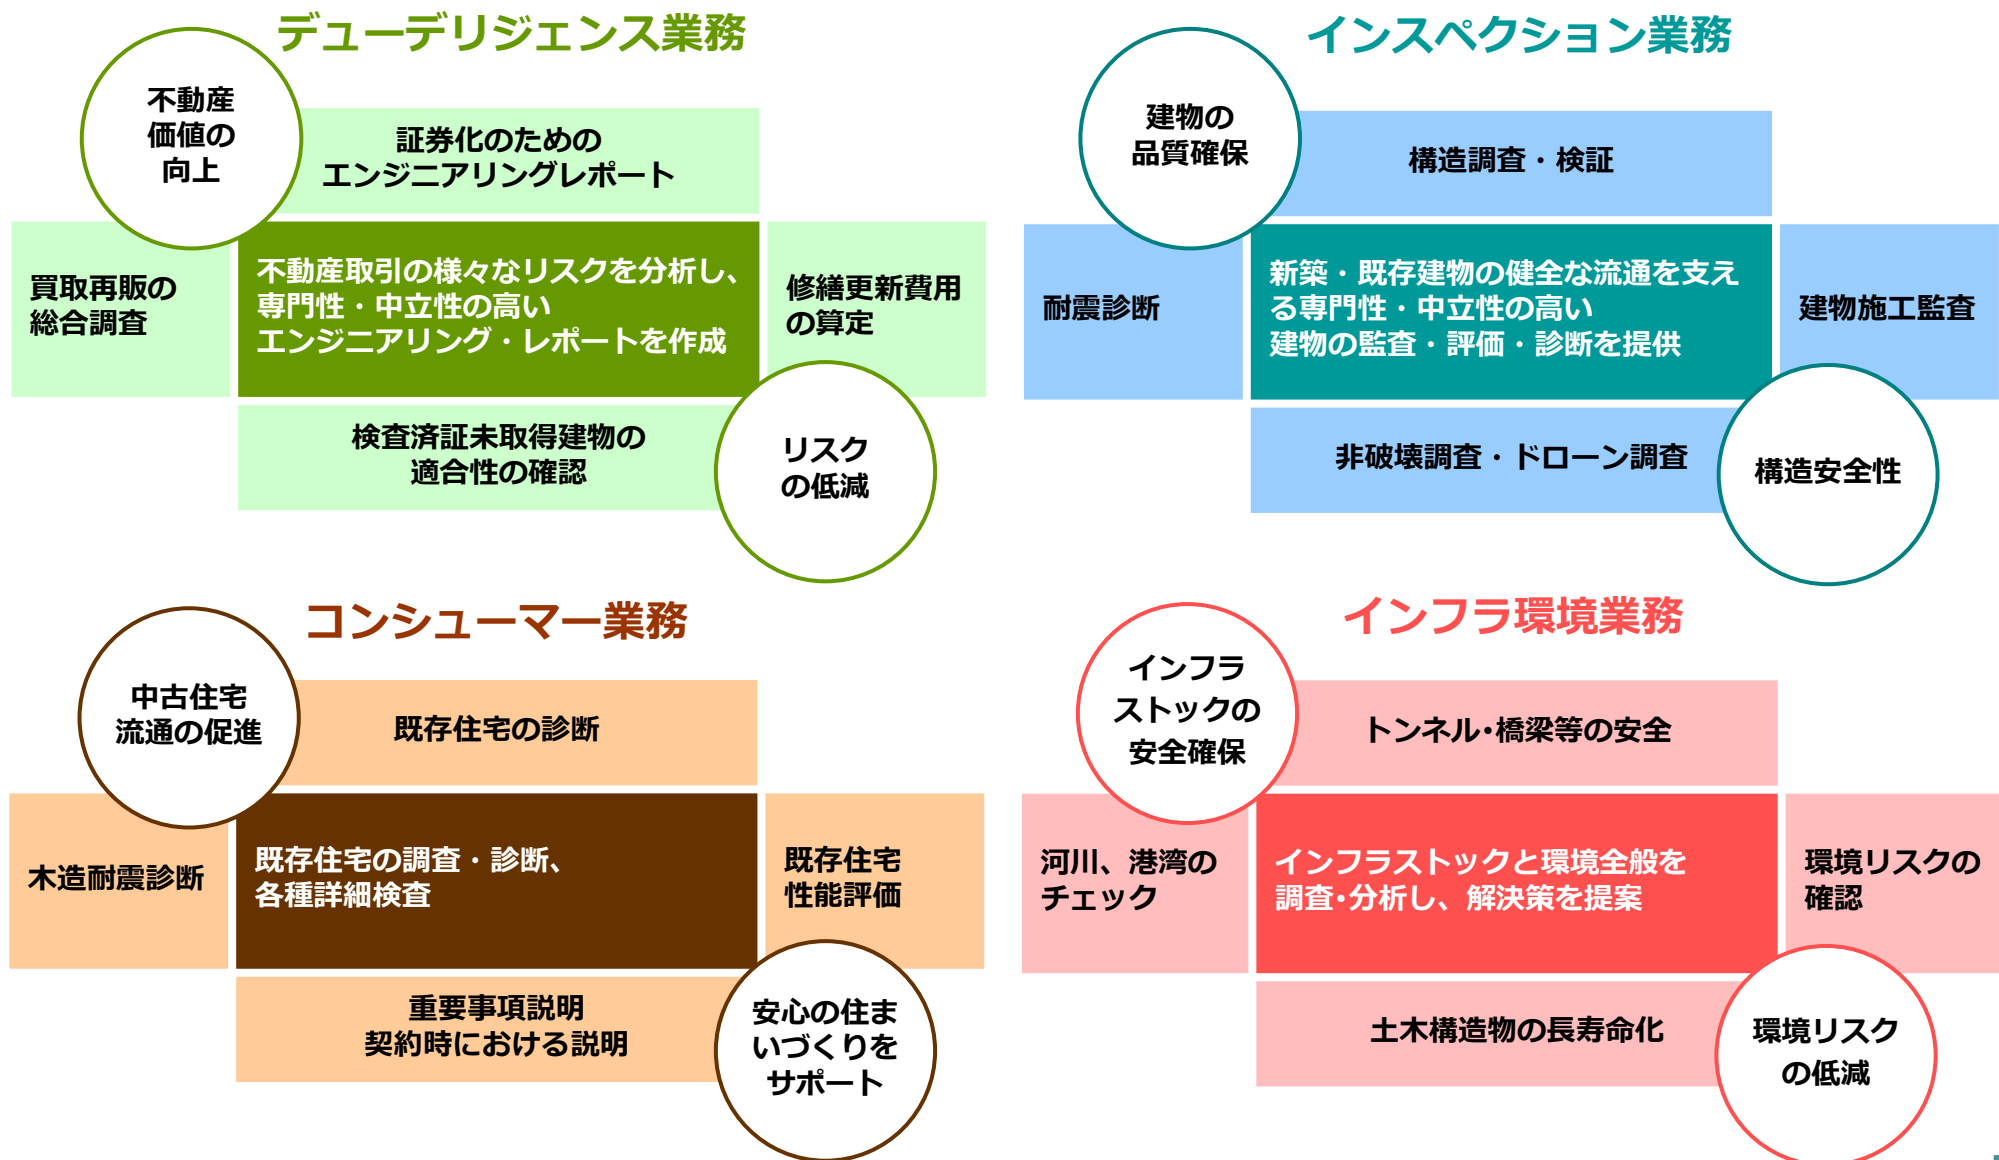 デューデリジェンス業務
不動産
価値の
向上
証券化のための
エンジニアリングレポート
買取再販の
総合調査
不動産取引の様々なリスクを分析し、
専門性・中立性の高い
エンジニアリング・レポートを作成
修繕更新費用
の算定
検査済証未取得建物の
適合性の確認
リスク
の低減
インスペクション業務
建物の
品質確保
構造調査・検証
耐震診断
新築・既存建物の健全な流通を支え
る専門性・中立性の高い
建物の監査・評価・診断を提供
建物施工監査
非破壊調査・ドローン調査
構造安全性
コンシューマー業務
中古住宅
流通の促進
既存住宅の診断
木造耐震診断
既存住宅の調査・診断、
各種詳細検査
既存住宅
性能評価
重要事項説明
契約時における説明
安心の住ま
いづくりを
サポート
インフラ環境業務
インフラ
ストックの
安全確保
トンネル・橋梁等の安全
河川、港湾の
チェック
インフラストックと環境全般を
調査・分析し、解決策を提案
環境リスクの
確認
土木構造物の長寿命化
環境リスク
の低減